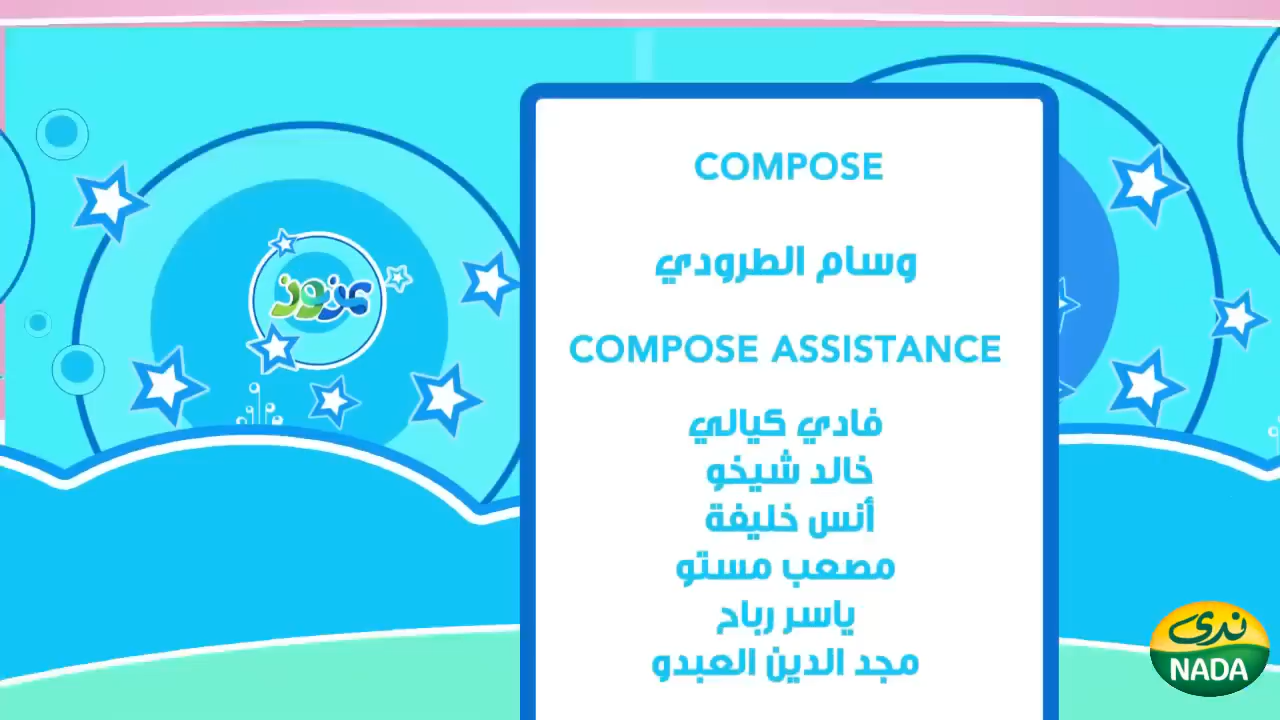 COMPOSE
وسام الطرودي
COMPOSE ASSISTANCE
فادي كيالي
خالد شيخو
أنس خليفة
مصعب مستو
ياسر رباح
مجد الدين العبدو
عزوز
ندى
NADA